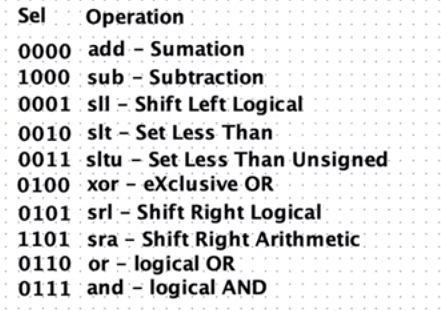 Sel Operation
0000 add – Sumation
1000 sub – Subtraction
0001 sll – Shift Left Logical
0010 slt – Set Less Than
0011 sltu – Set Less Than Unsigned
0100 xor – eXclusive OR
0101 srl – Shift Right Logical
1101 sra – Shift Right Arithmetic
0110 or – logical OR
0111 and – logical AND